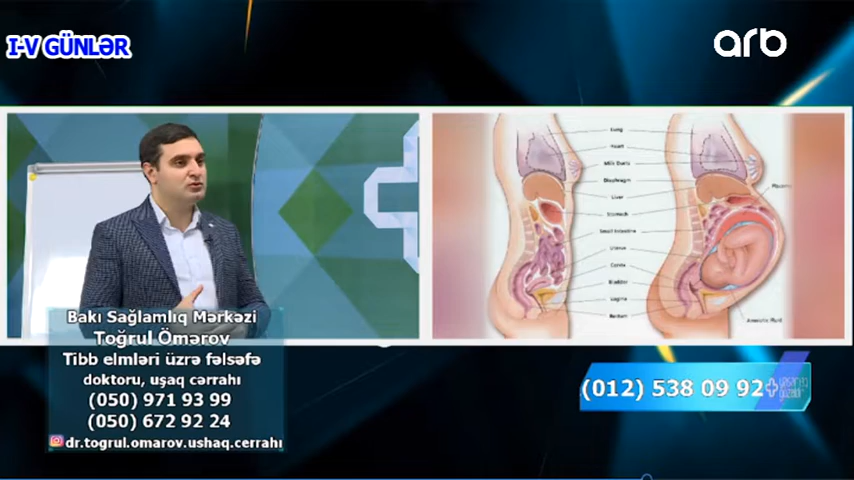 I-V GÜNLƏR
arb
Lung
Heart
Milk Ducts
Diaphragm
Liver
Stomach
Small Intestine
Uterus
Cervix
Bladder
Vagina
Rectum
Placenta
Amniotic Fluid
Bakı Sağlamlıq Mərkəzi
Toğrul Ömərov
Tibb elmləri üzrə fəlsəfə
doktoru, uşaq cərrahı
(050) 971 93 99
(050) 672 92 24
dr.togrul.omarov.ushaq.cerrahı
(012) 538 09 92